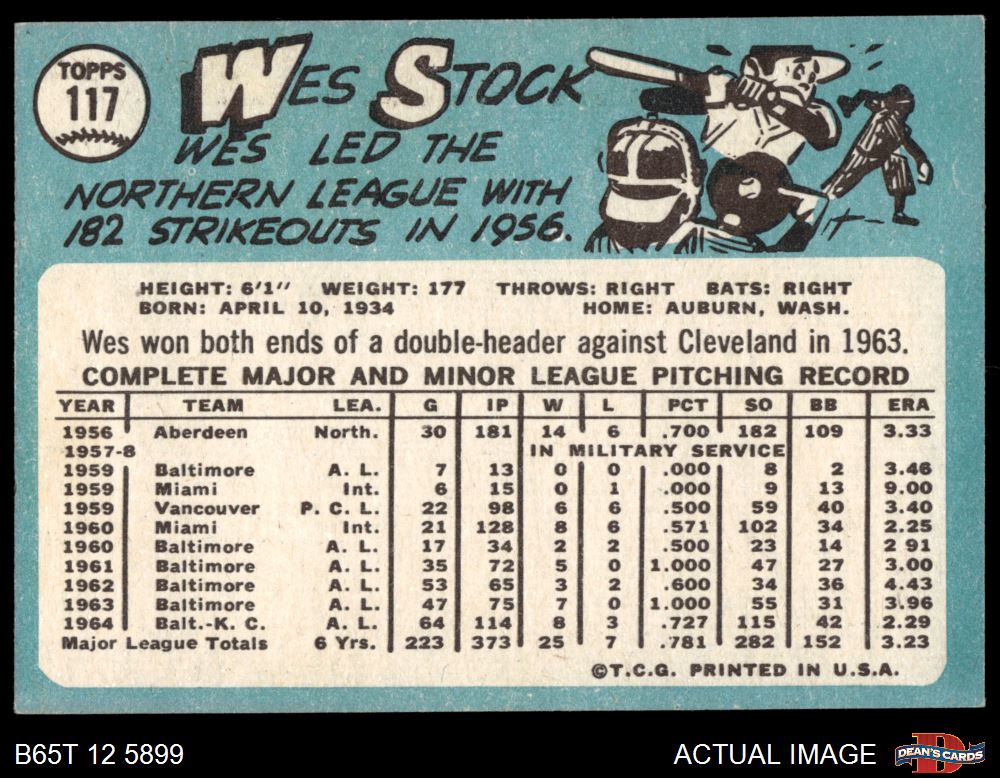 TOPPS
117
WES STOCK
WES LED THE
NORTHERN LEAGUE WITH
182 STRIKEOUTS IN 1956.
HEIGHT: 6'1" WEIGHT: 177 THROWS: RIGHT BATS: RIGHT
BORN: APRIL 10, 1934 HOME: AUBURN, WASH.
Wes won both ends of a double-header against Cleveland in 1963.
COMPLETE MAJOR AND MINOR LEAGUE PITCHING RECORD
YEAR TEAM LEA. G IP W L PCT SO BB ERA
1956 Aberdeen North. 30 181 14 6 .700 182 109 3.33
1957-8 IN MILITARY SERVICE
1959 Baltimore A. L. 7 13 0 0 .000 8 2 3.46
1959 Miami Int. 6 15 0 1 .000 9 13 9.00
1959 Vancouver P. C. L. 22 98 6 6 .500 59 40 3.40
1960 Miami Int. 21 128 8 6 .571 102 34 2.25
1960 Baltimore A. L. 17 34 2 2 .500 23 14 2 91
1961 Baltimore A. L. 35 72 5 0 1.000 47 27 3.00
1962 Baltimore A. L. 53 65 3 2 .600 34 36 4.43
1963 Baltimore A. L. 47 75 7 0 1.000 55 31 3.96
1964 Balt.-K. C. A. L. 64 114 8 3 .727 115 42 2.29
Major League Totals 6 Yrs. 223 373 25 7 .781 282 152 3.23
©T.C.G. PRINTED IN U.S.A.
B65T 12 5899 ACTUAL IMAGE DEAN'S CARDS